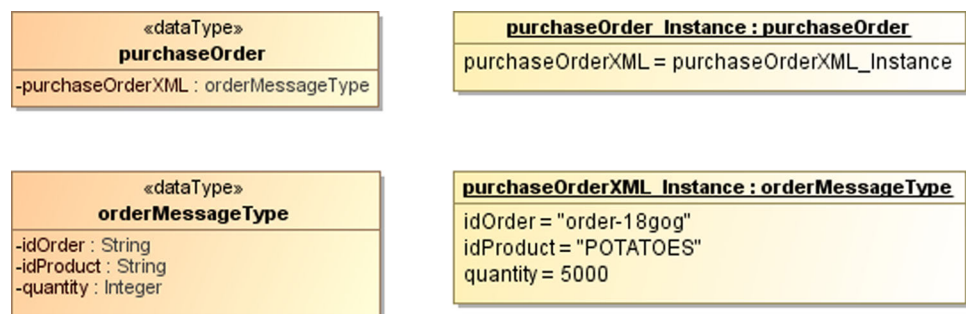 «dataType»
purchaseOrder
-purchaseOrderXML : orderMessageType
purchaseOrder_Instance : purchaseOrder
purchaseOrderXML = purchaseOrderXML_Instance
«dataType»
orderMessageType
-idOrder : String
-idProduct : String
-quantity : Integer
purchaseOrderXML_Instance : orderMessageType
idOrder = "order-18gog"
idProduct = "POTATOES"
quantity = 5000